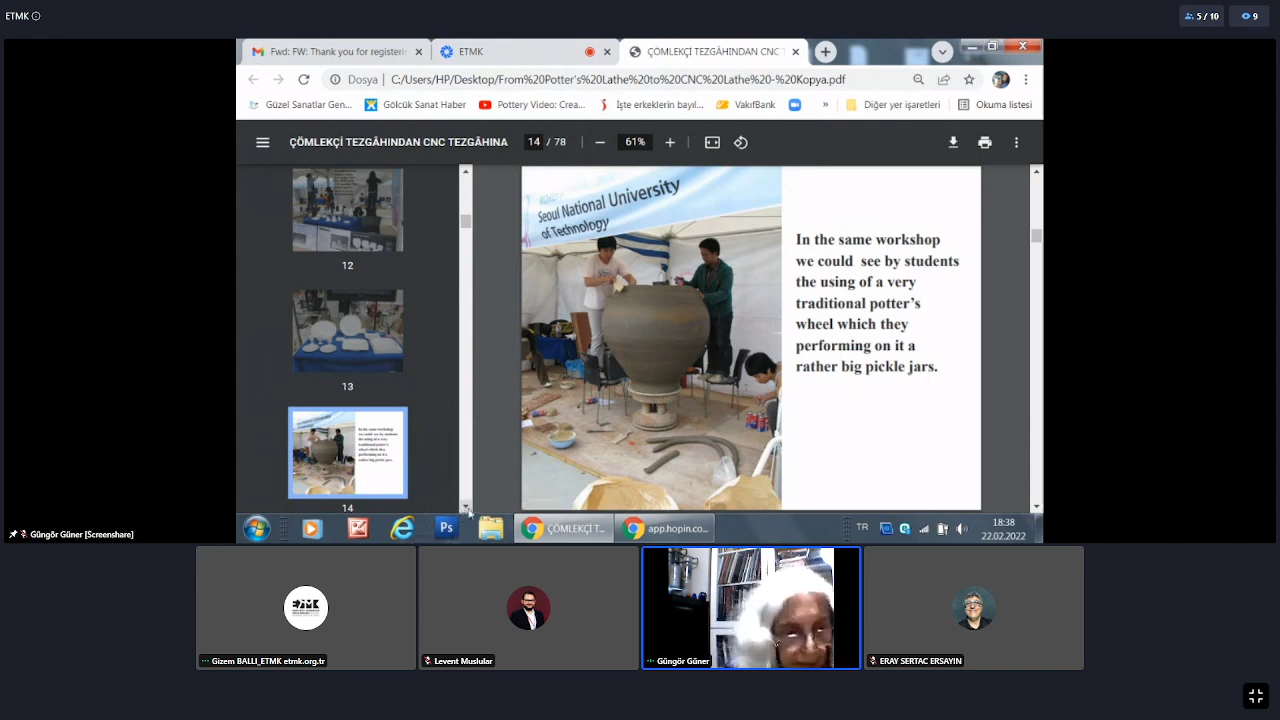 ETMK
5 / 10
9
Fwd: FW: Thank you for registerin
ETMK
ÇÖMLEKÇİ TEZGÂHINDAN CNC T
Dosya
C:/Users/HP/Desktop/From%20Potter's%20Lathe%20to%20CNC%20Lathe%20-%20Kopya.pdf
Güzel Sanatlar Gen...
Gölcük Sanat Haber
Pottery Video: Crea...
İşte erkeklerin bayıl...
VakıfBank
»
Diğer yer işaretleri
Okuma listesi
ÇÖMLEKÇİ TEZGÂHINDAN CNC TEZGÂHINA
14 / 78
61%
12
13
14
Seoul National University
of Technology
In the same workshop
we could see by students
the using of a very
traditional potter's
wheel which they
performing on it a
rather big pickle jars.
Ps
ÇÖMLEKÇİ T...
app.hopin.co...
TR
18:38
22.02.2022
Güngör Güner [Screenshare]
ETMK
Gizem BALLI_ETMK etmk.org.tr
Levent Muslular
Güngör Güner
ERAY SERTAC ERSAYIN